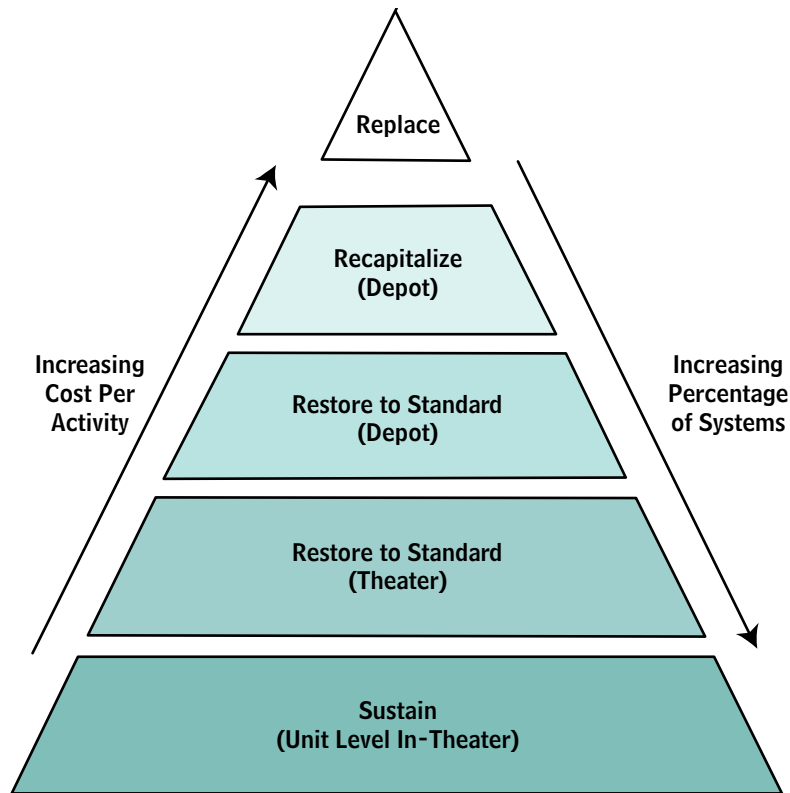 Replace
Recapitalize
(Depot)
Increasing
Cost Per
Activity
Increasing
Percentage
of Systems
Restore to Standard
(Depot)
Restore to Standard
(Theater)
Sustain
(Unit Level In-Theater)